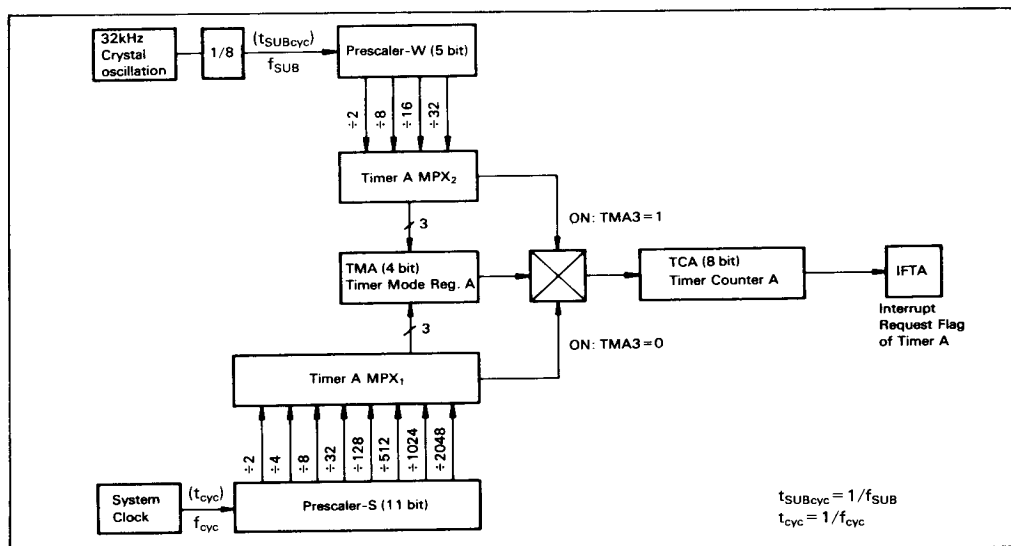 32kHz
Crystal
oscillation
1/8
(tSUBcyc)
fSUB
Prescaler-W (5 bit)
÷2
÷8
÷16
÷32
Timer A MPX2
3
ON: TMA3=1
TMA (4 bit)
Timer Mode Reg. A
TCA (8 bit)
Timer Counter A
IFTA
Interrupt
Request Flag
of Timer A
3
ON: TMA3=0
Timer A MPX1
÷2
÷4
÷8
÷32
÷128
÷512
÷1024
÷2048
System
Clock
(tcyc)
fcyc
Prescaler-S (11 bit)
tSUBcyc=1/fSUB
tcyc=1/fcyc